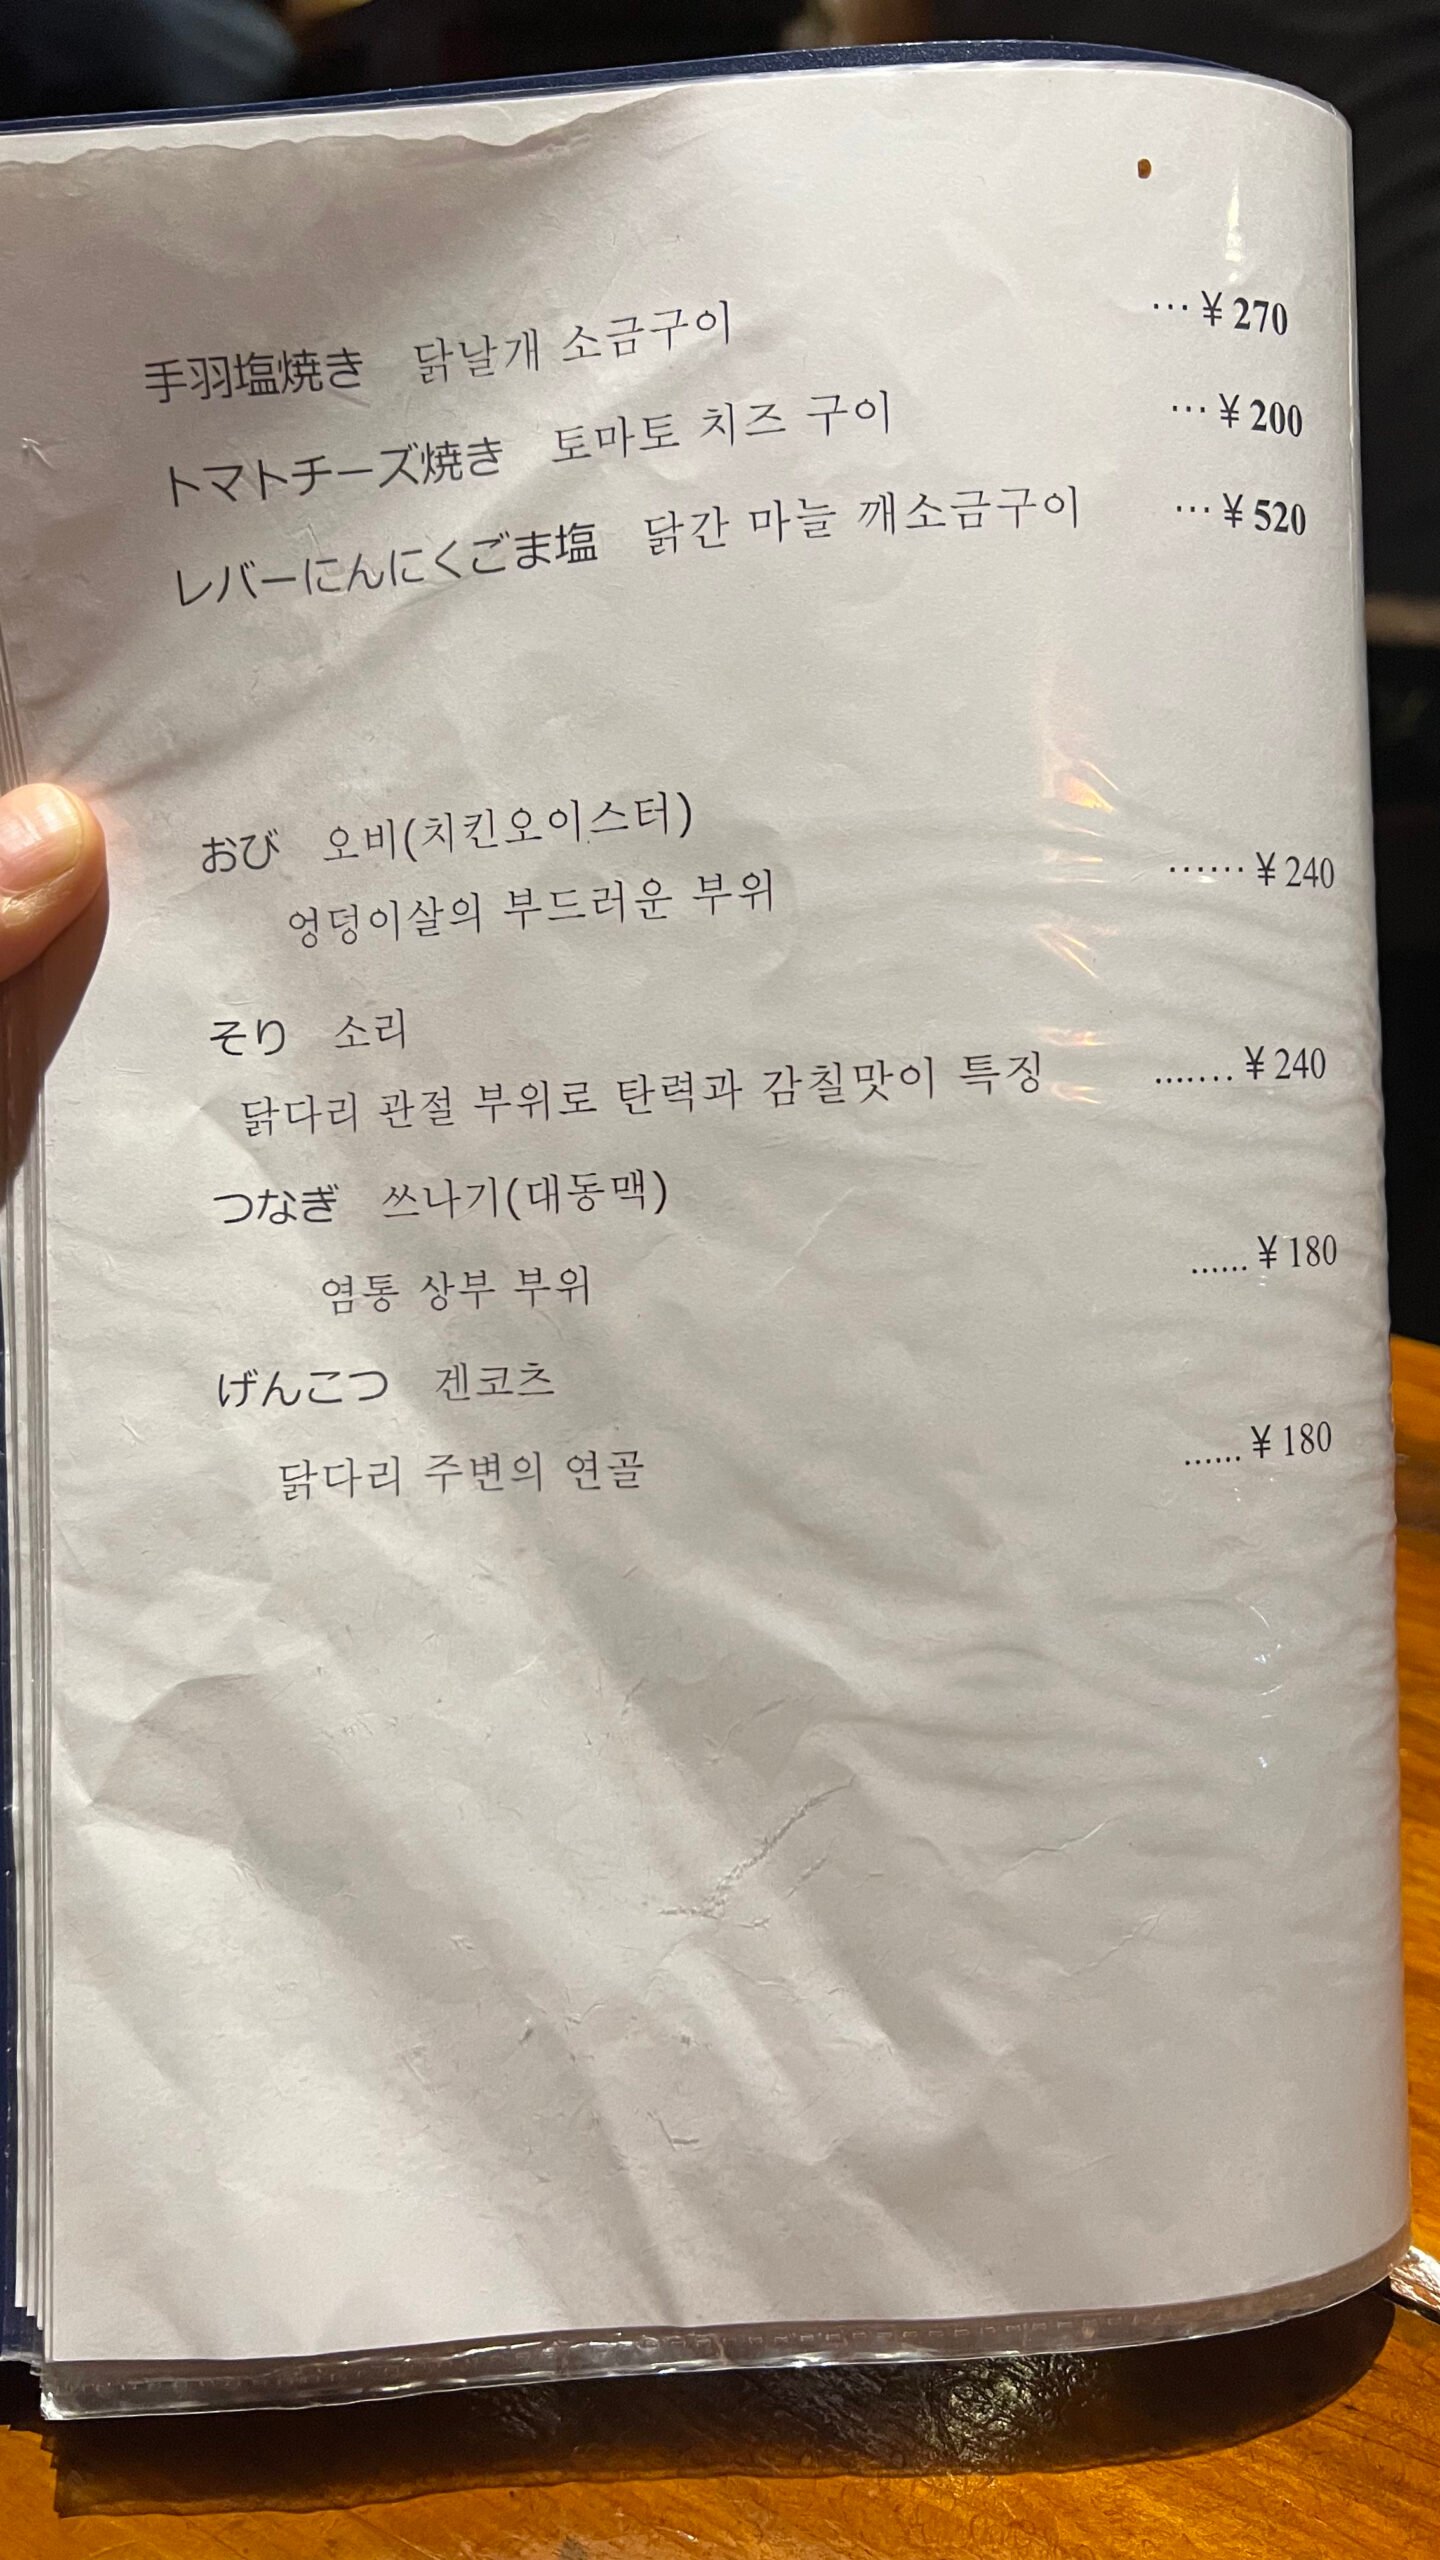 手羽塩焼き 닭날개 소금구이 …¥270
トマトチーズ焼き 토마토 치즈 구이 …¥200
レバーにんにくごま塩 닭간 마늘 깨소금구이 …¥520
おび 오비(치킨오이스터)
엉덩이살의 부드러운 부위 ……¥240
そり 소리
닭다리 관절 부위로 탄력과 감칠맛이 특징 .......¥240
つなぎ 쓰나기(대동맥)
염통 상부 부위 ......¥180
げんこつ 겐코츠
닭다리 주변의 연골 ......¥180